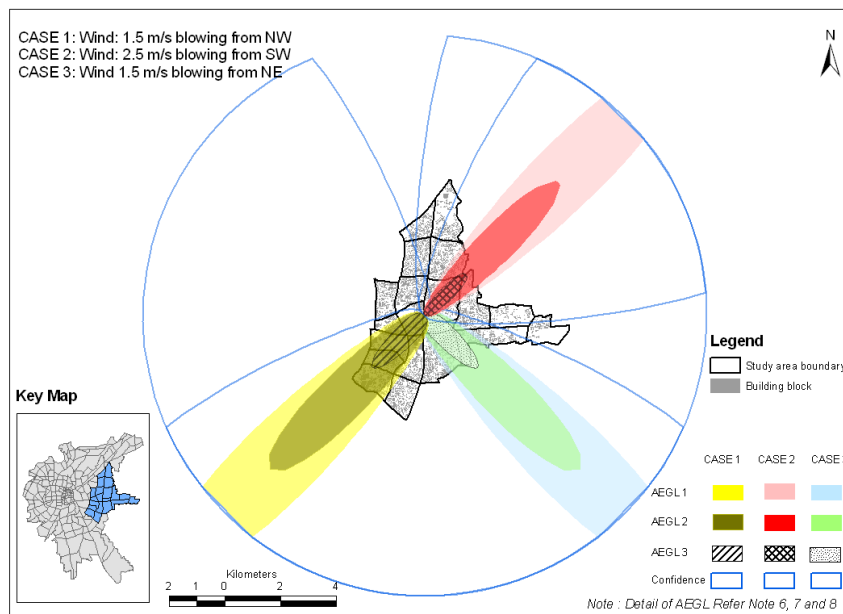 CASE 1: Wind: 1.5 m/s blowing from NW
CASE 2: Wind: 2.5 m/s blowing from SW
CASE 3: Wind 1.5 m/s blowing from NE
N
Legend
Study area boundary
Building block
Key Map
CASE 1 CASE 2 CASE 3
AEGL 1
AEGL 2
AEGL 3
Confidence
Kilometers
2 1 0 2 4
Note : Detail of AEGL Refer Note 6, 7 and 8